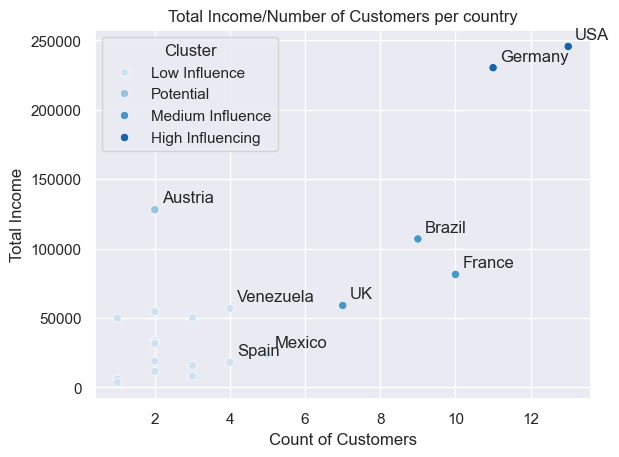 Total Income/Number of Customers per country
250000
200000
150000
100000
50000
0
Total Income
Cluster
Low Influence
Potential
Medium Influence
High Influencing
USA
Germany
Austria
Brazil
France
UK
Venezuela
Mexico
Spain
2 4 6 8 10 12
Count of Customers